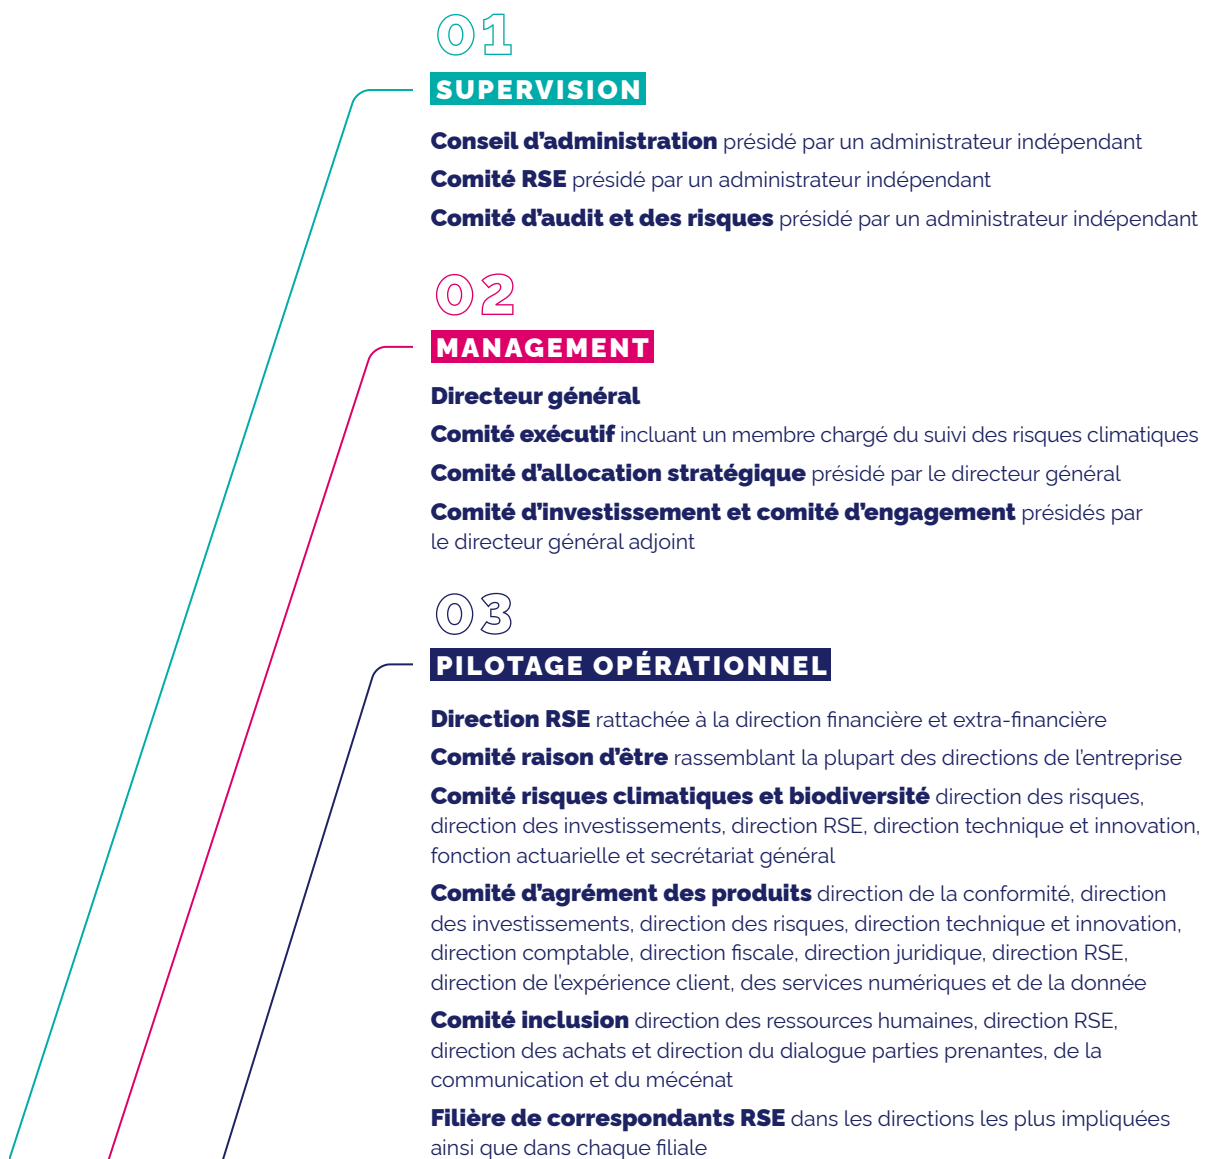 01
SUPERVISION
Conseil d’administration présidé par un administrateur indépendant
Comité RSE présidé par un administrateur indépendant
Comité d’audit et des risques présidé par un administrateur indépendant
02
MANAGEMENT
Directeur général
Comité exécutif incluant un membre chargé du suivi des risques climatiques
Comité d’allocation stratégique présidé par le directeur général
Comité d’investissement et comité d’engagement présidés par
le directeur général adjoint
03
PILOTAGE OPÉRATIONNEL
Direction RSE rattachée à la direction financière et extra-financière
Comité raison d’être rassemblant la plupart des directions de l’entreprise
Comité risques climatiques et biodiversité direction des risques,
direction des investissements, direction RSE, direction technique et innovation,
fonction actuarielle et secrétariat général
Comité d’agrément des produits direction de la conformité, direction
des investissements, direction des risques, direction technique et innovation,
direction comptable, direction fiscale, direction juridique, direction RSE,
direction de l’expérience client, des services numériques et de la donnée
Comité inclusion direction des ressources humaines, direction RSE,
direction des achats et direction du dialogue parties prenantes, de la
communication et du mécénat
Filière de correspondants RSE dans les directions les plus impliquées
ainsi que dans chaque filiale